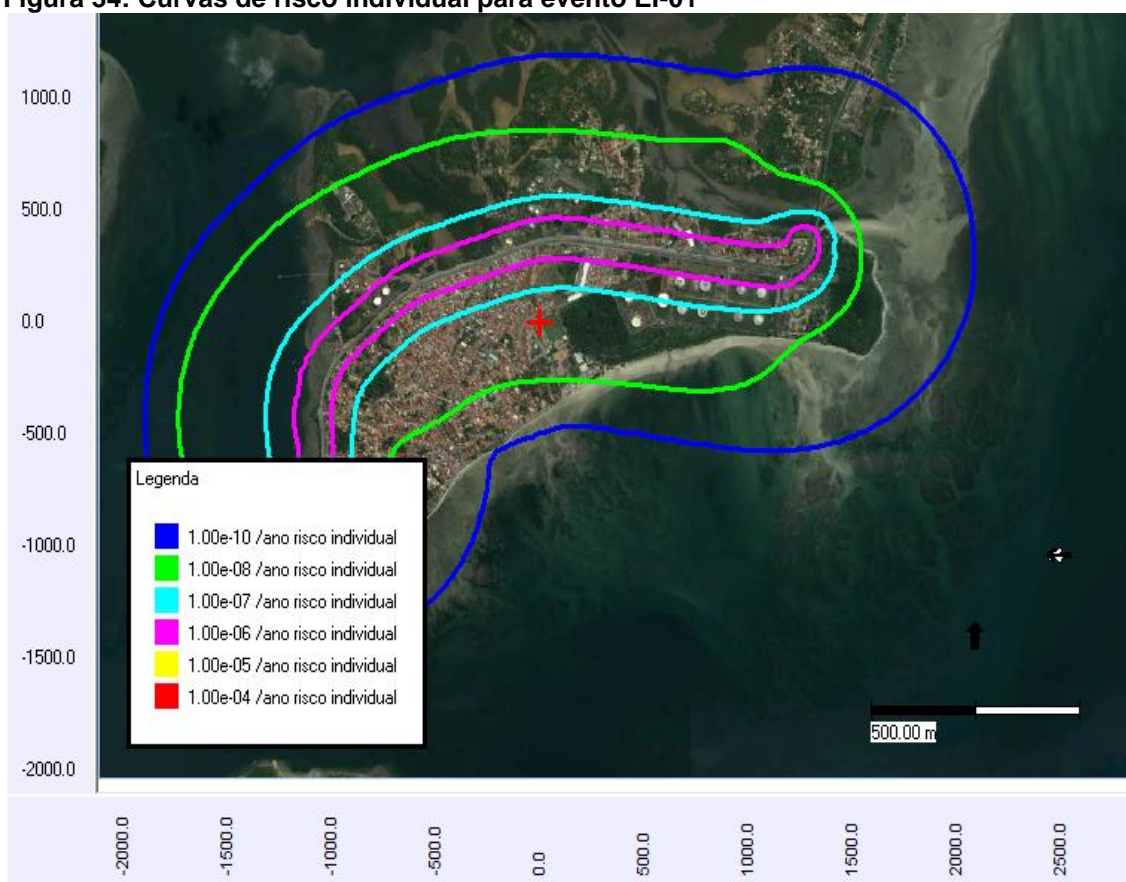 Figura 34: Curvas de risco individual para evento EI-01
1000.0
500.0
0.0
-500.0
-1000.0
-1500.0
-2000.0
Legenda
1.00e-10 /ano risco individual
1.00e-08 /ano risco individual
1.00e-07 /ano risco individual
1.00e-06 /ano risco individual
1.00e-05 /ano risco individual
1.00e-04 /ano risco individual
500.00 m
-2000.0
-1500.0
-1000.0
-500.0
0.0
500.0
1000.0
1500.0
2000.0
2500.0